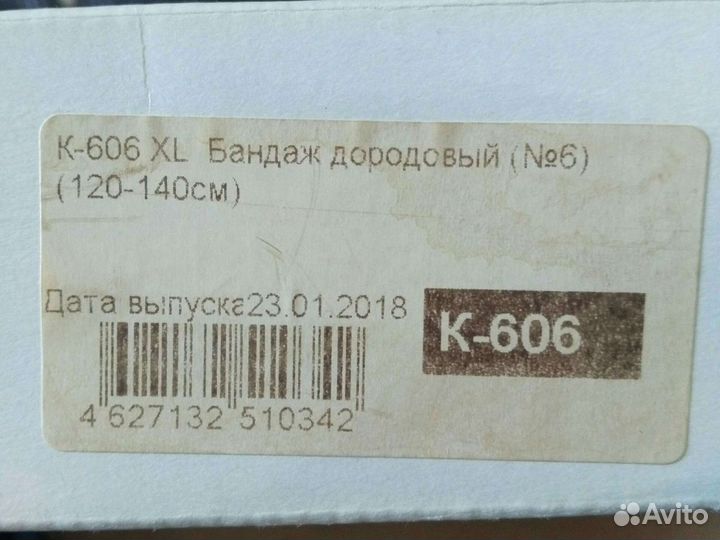 К-606 XL Бандаж дородовый (№6)
(120-140см)
Дата выпуска23.01.2018
К-606
4 627132 510342
Avito